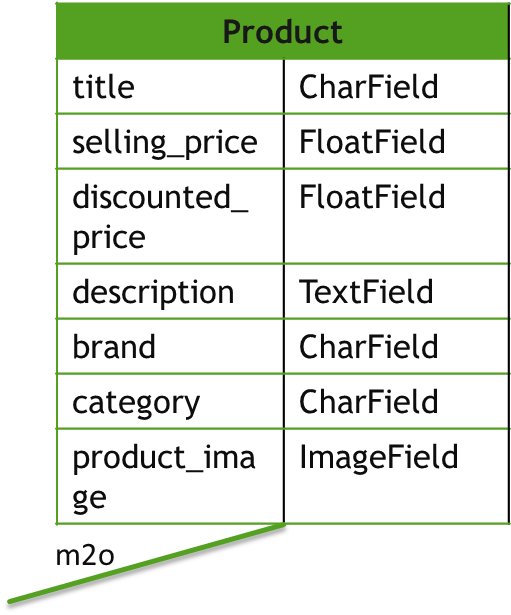 Product
title CharField
selling_price FloatField
discounted_ FloatField
price
description TextField
brand CharField
category CharField
product_ima ImageField
ge
m2o